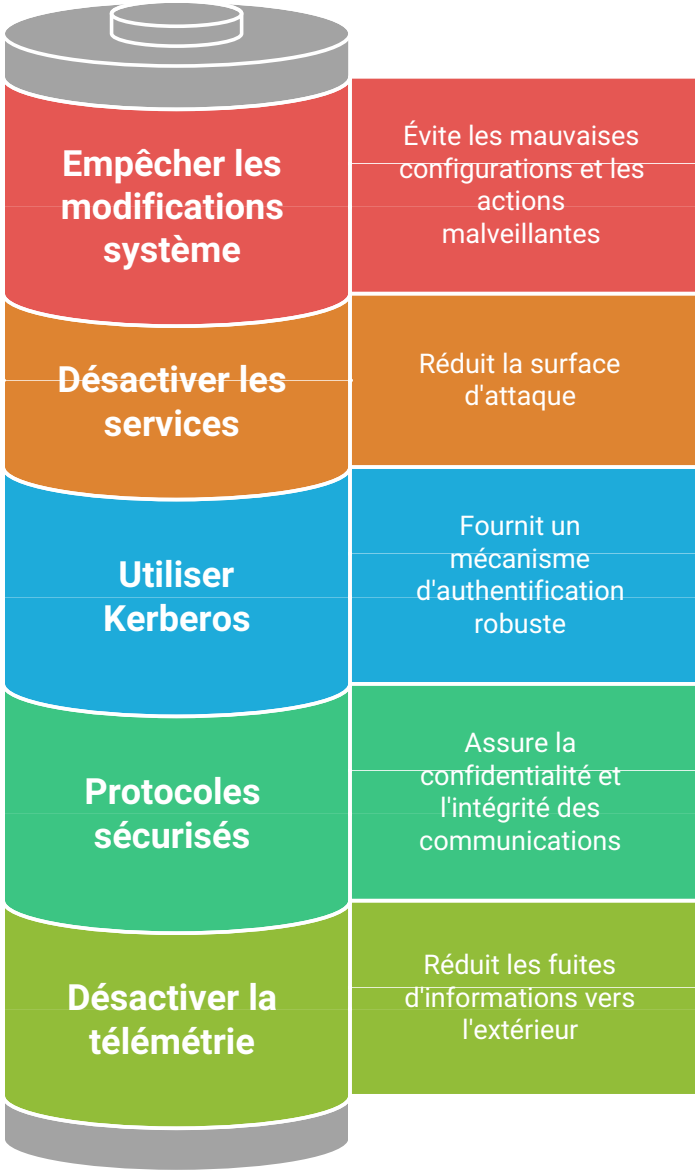 Empêcher les
modifications
système
Évite les mauvaises
configurations et les
actions
malveillantes
Désactiver les
services
Réduit la surface
d'attaque
Utiliser
Kerberos
Fournit un
mécanisme
d'authentification
robuste
Protocoles
sécurisés
Assure la
confidentialité et
l'intégrité des
communications
Désactiver la
télémétrie
Réduit les fuites
d'informations vers
l'extérieur